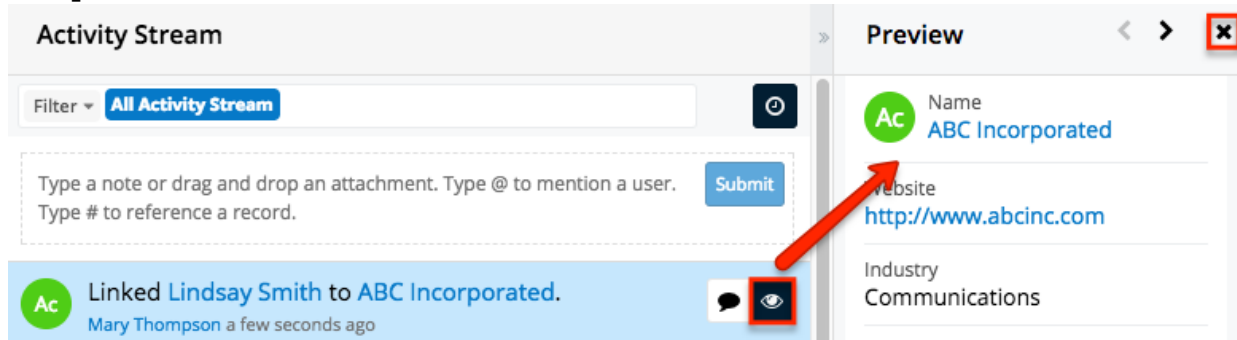 Activity Stream
Filter All Activity Stream
Type a note or drag and drop an attachment. Type @ to mention a user.
Type # to reference a record.
Submit
Ac
Linked Lindsay Smith to ABC Incorporated.
Mary Thompson a few seconds ago
»
Preview
Ac
Name
ABC Incorporated
Website
http://www.abcinc.com
Industry
Communications